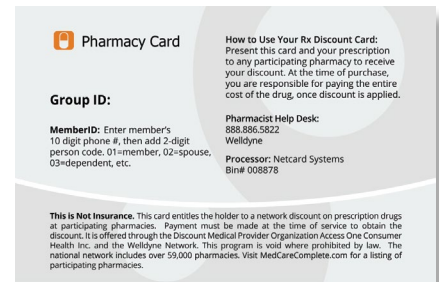 Pharmacy Card
Group ID:
MemberID: Enter member's
10 digit phone #, then add 2-digit
person code. 01=member, 02=spouse,
03=dependent, etc.
How to Use Your Rx Discount Card:
Present this card and your prescription
to any participating pharmacy to receive
your discount. At the time of purchase,
you are responsible for paying the entire
cost of the drug, once discount is applied.
Pharmacist Help Desk:
888.886.5822
Welldyne
Processor: Netcard Systems
Bin# 008878
This is Not Insurance. This card entitles the holder to a network discount on prescription drugs
at participating pharmacies. Payment must be made at the time of service to obtain the
discount. It is offered through the Discount Medical Provider Organization Access One Consumer
Health Inc. and the Welldyne Network. This program is void where prohibited by law. The
national network includes over 59,000 pharmacies. Visit MedCareComplete.com for a listing of
participating pharmacies.